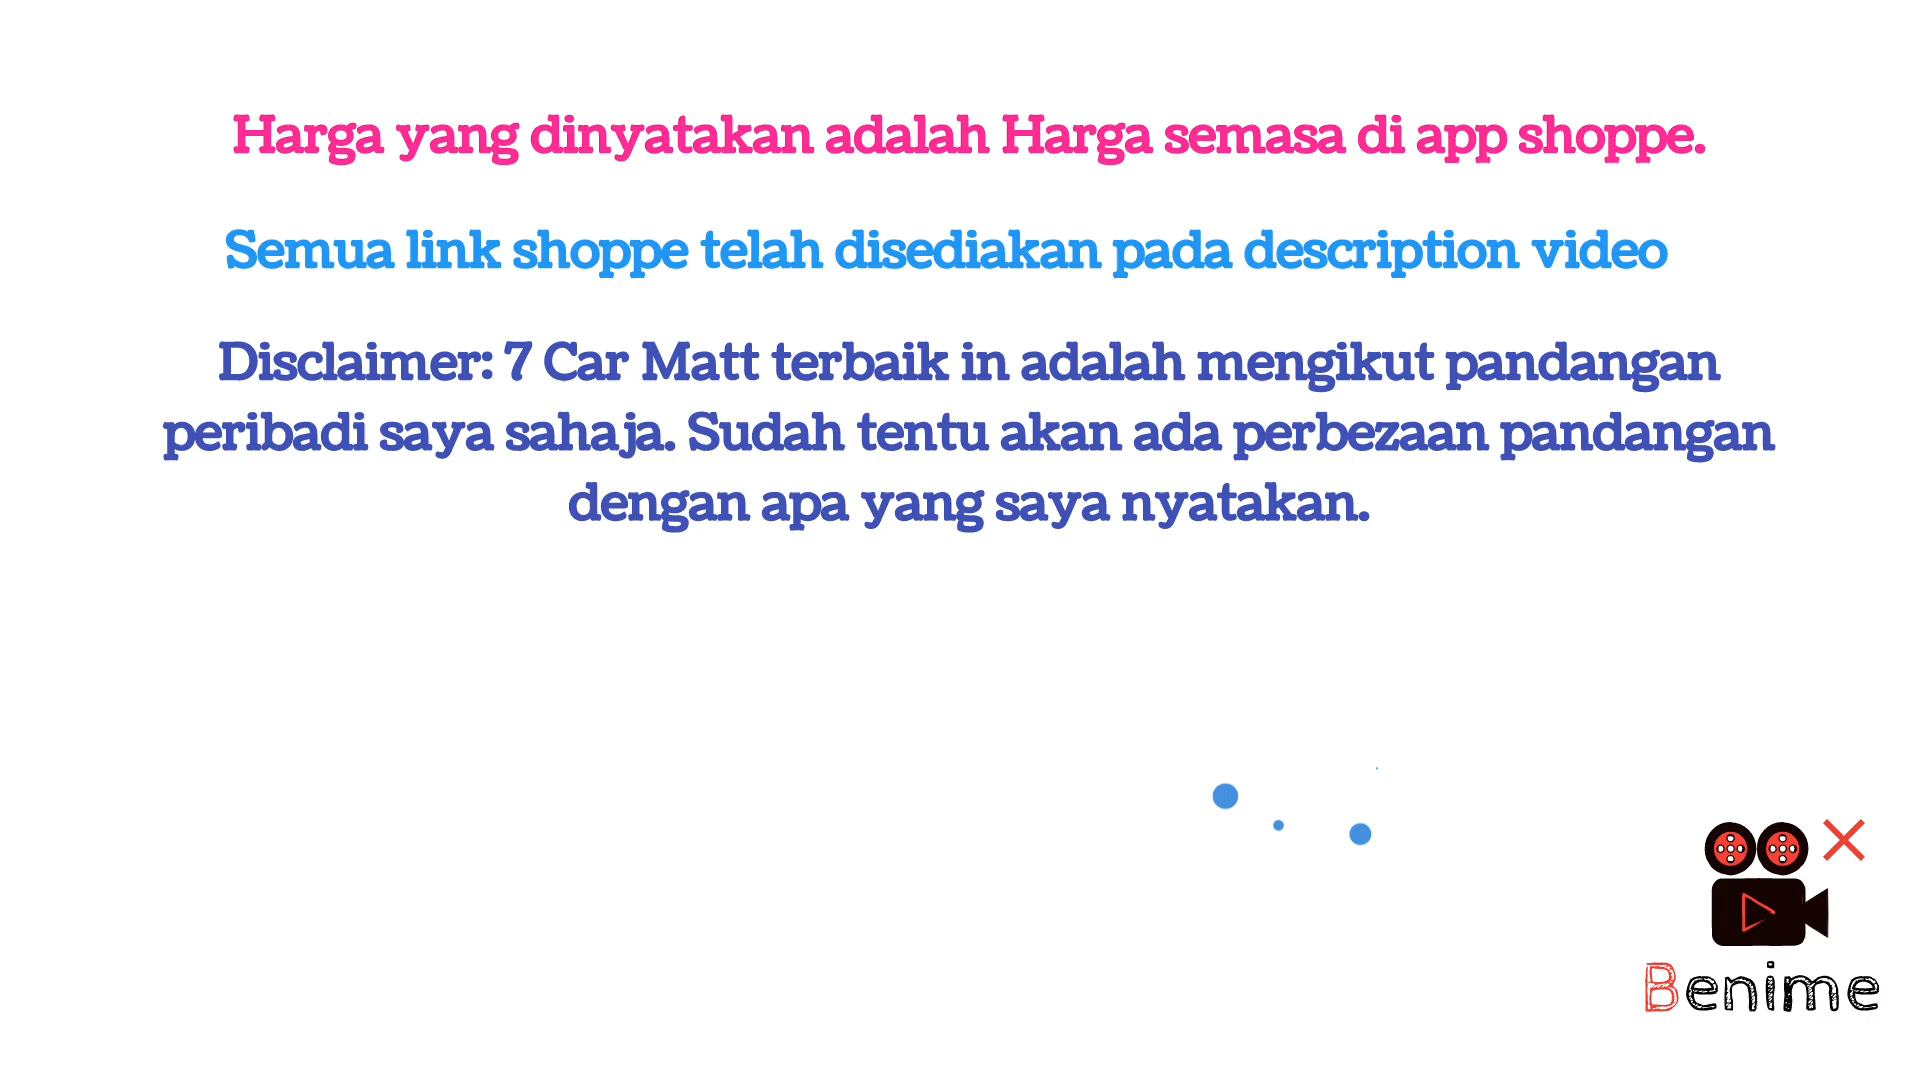 Harga yang dinyatakan adalah Harga semasa di app shoppe.
Semua link shoppe telah disediakan pada description video
Disclaimer: 7 Car Matt terbaik in adalah mengikut pandangan
peribadi saya sahaja. Sudah tentu akan ada perbezaan pandangan
dengan apa yang saya nyatakan.
Benime